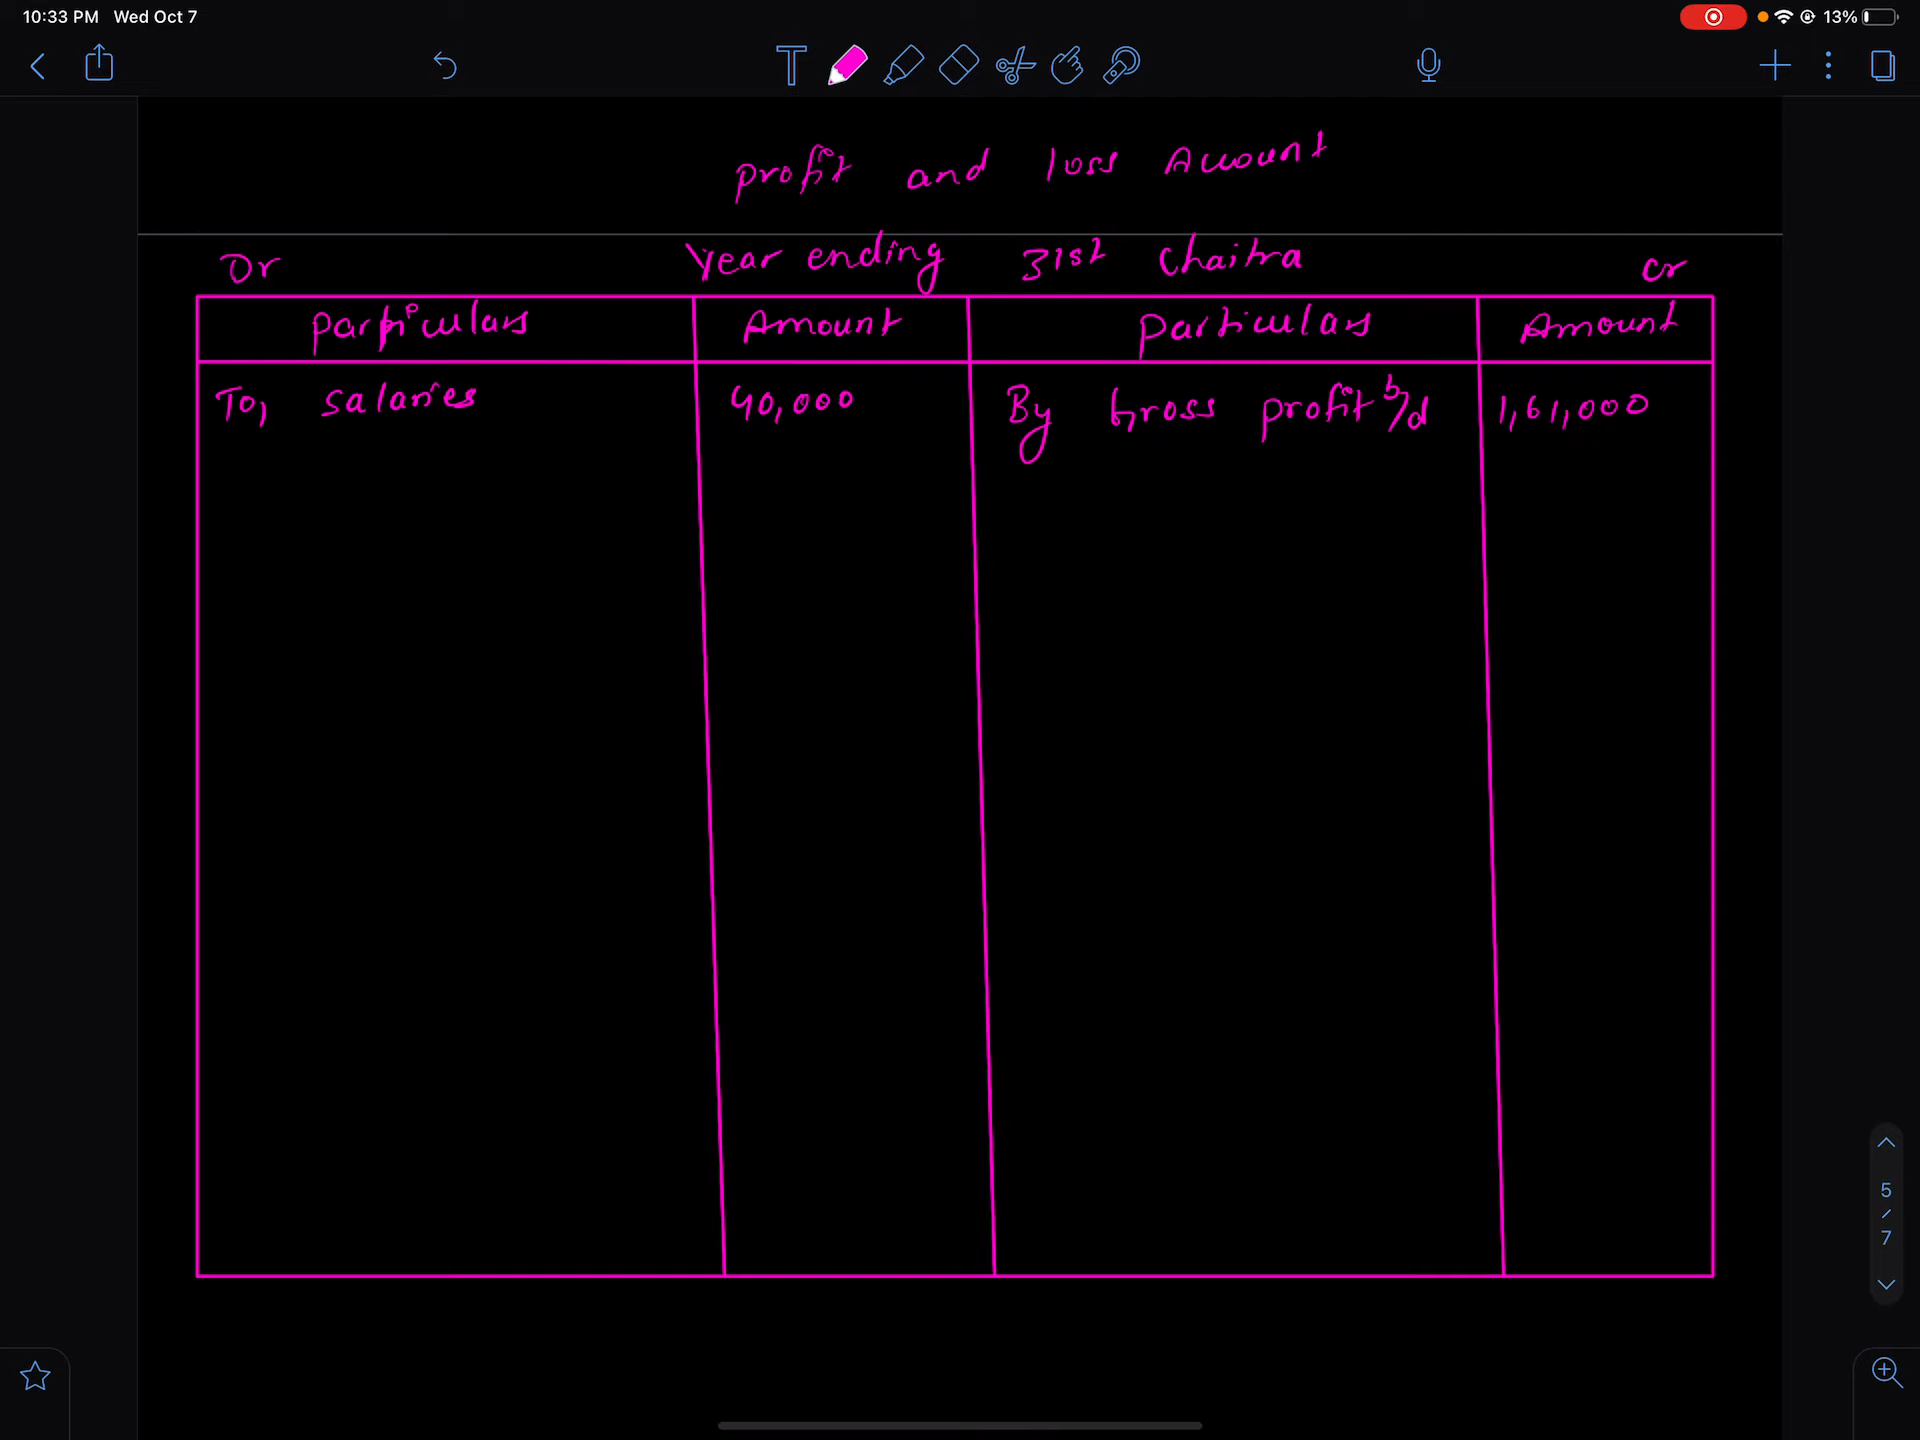 10:33 PM Wed Oct 7 13%
T
profit and loss Account
Dr Year ending 31st Chaitra cr
particulars Amount particulars Amount
To, salaries 40,000 By Gross profit b/d 1,61,000
5
/
7